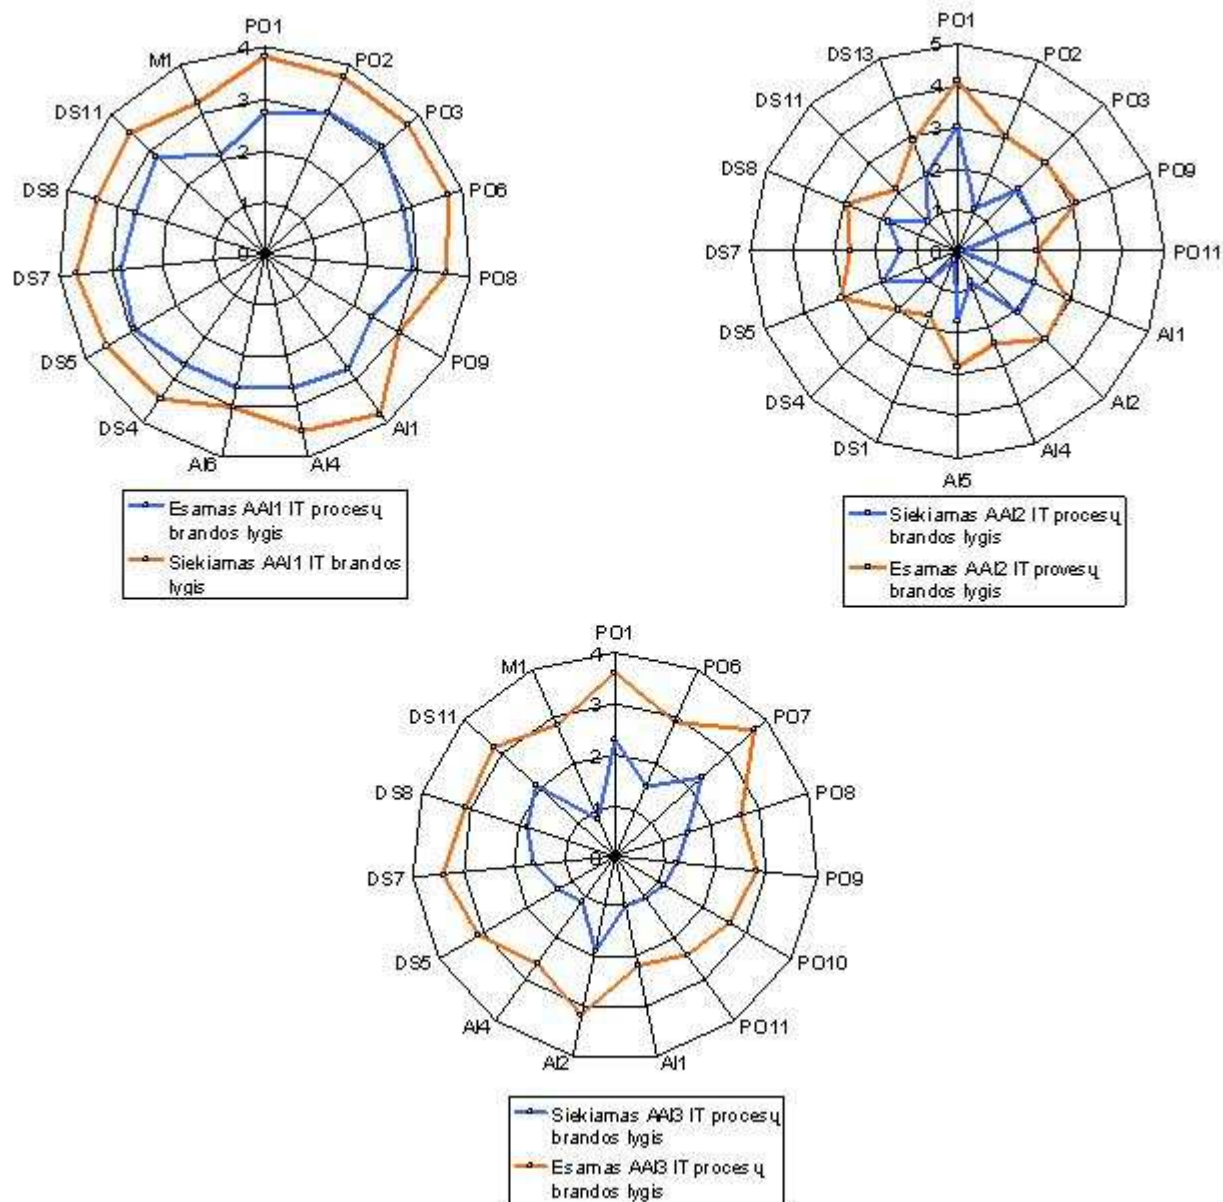 PO1
PO2
PO3
PO6
PO8
PO9
AI1
AI4
AI6
DS4
DS5
DS7
DS8
DS11
M1
4
3
2
1
0
Esamas AAI1 IT procesų
brandos lygis
Siekiamas AAI1 IT brandos
lygis
PO1
PO2
PO3
PO9
PO11
AI1
AI2
AI4
AI5
DS1
DS4
DS5
DS7
DS8
DS11
DS13
5
4
3
2
1
0
Siekiamas AAI2 IT procesų
brandos lygis
Esamas AAI2 IT provesų
brandos lygis
PO1
PO6
PO7
PO8
PO9
PO10
PO11
AI1
AI2
AI4
DS5
DS7
DS8
DS11
M1
4
3
2
1
0
Siekiamas AAI3 IT procesų
brandos lygis
Esamas AAI3 IT procesų
brandos lygis